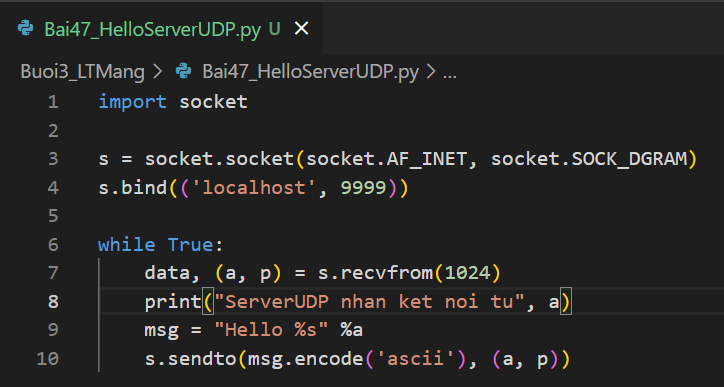 Bai47_HelloServerUDP.py U ×
Buoi3_LTMang > Bai47_HelloServerUDP.py > ...
1 import socket
2
3 s = socket.socket(socket.AF_INET, socket.SOCK_DGRAM)
4 s.bind(('localhost', 9999))
5
6 while True:
7     data, (a, p) = s.recvfrom(1024)
8     print("ServerUDP nhan ket noi tu", a)
9     msg = "Hello %s" %a
10     s.sendto(msg.encode('ascii'), (a, p))